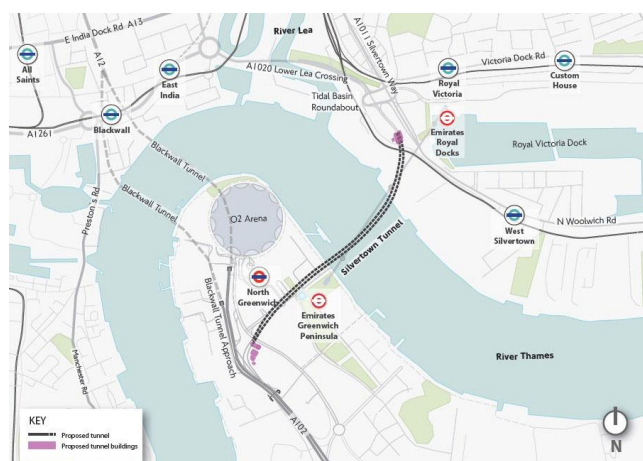 E India Dock Rd A13
River Lea
A1011 Silvertown Way
Victoria Dock Rd
All
Saints
A12
East
India
A1020 Lower Lea Crossing
Royal
Victoria
Custom
House
Tidal Basin
Roundabout
Blackwall
A1261
Emirates
Royal
Docks
Royal Victoria Dock
Blackwall Tunnel
Blackwall Tunnel
Preston's Rd
O2 Arena
West
Silvertown
N Woolwich Rd
Silvertown Tunnel
North
Greenwich
Emirates
Greenwich
Peninsula
Blackwall Tunnel Approach
River Thames
Manchester Rd
A102
KEY
Proposed tunnel
Proposed tunnel buildings
N